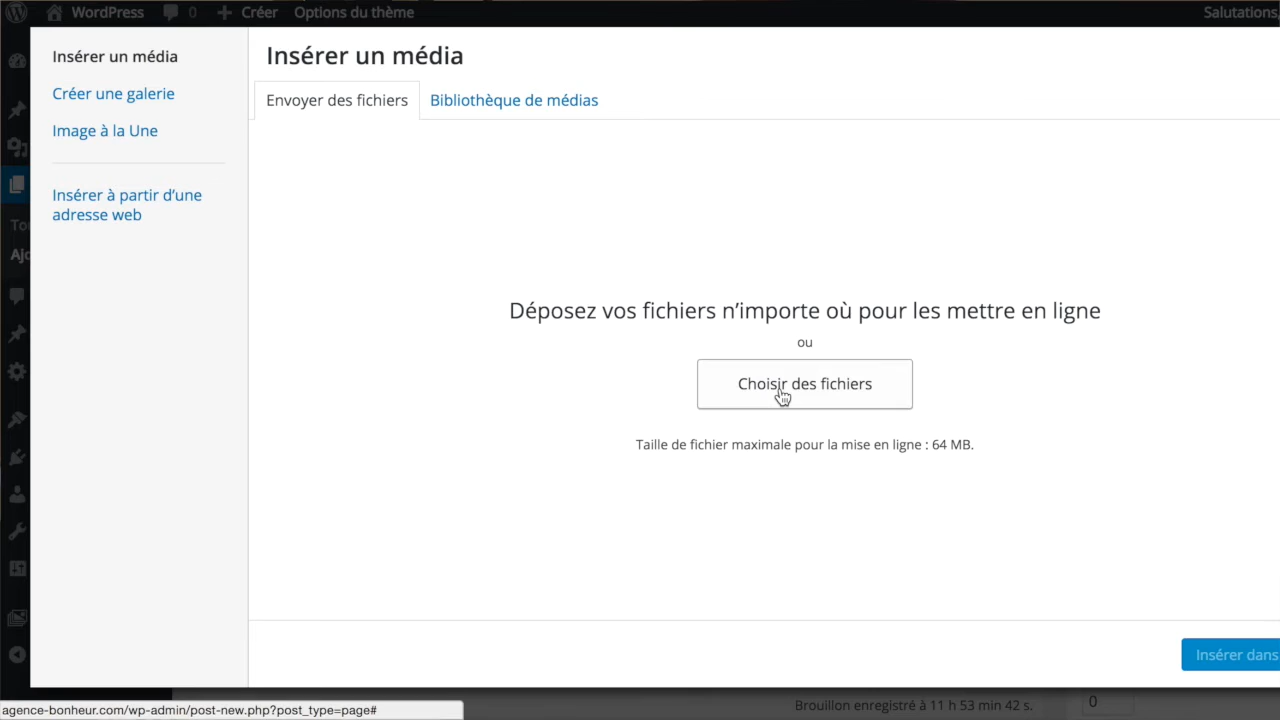 WordPress 0 Créer Options du thème Salutations,
Insérer un média
Créer une galerie
Image à la Une
Insérer à partir d’une
adresse web
Insérer un média
Envoyer des fichiers Bibliothèque de médias
Déposez vos fichiers n’importe où pour les mettre en ligne
ou
Choisir des fichiers
Taille de fichier maximale pour la mise en ligne : 64 MB.
Insérer dans
Brouillon enregistré à 11 h 53 min 42 s.
0
agence-bonheur.com/wp-admin/post-new.php?post_type=page#